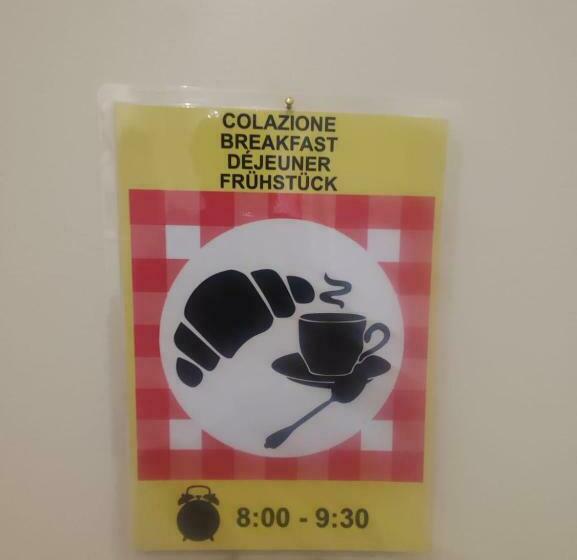 COLAZIONE
BREAKFAST
DÉJEUNER
FRÜHSTÜCK
8:00 - 9:30